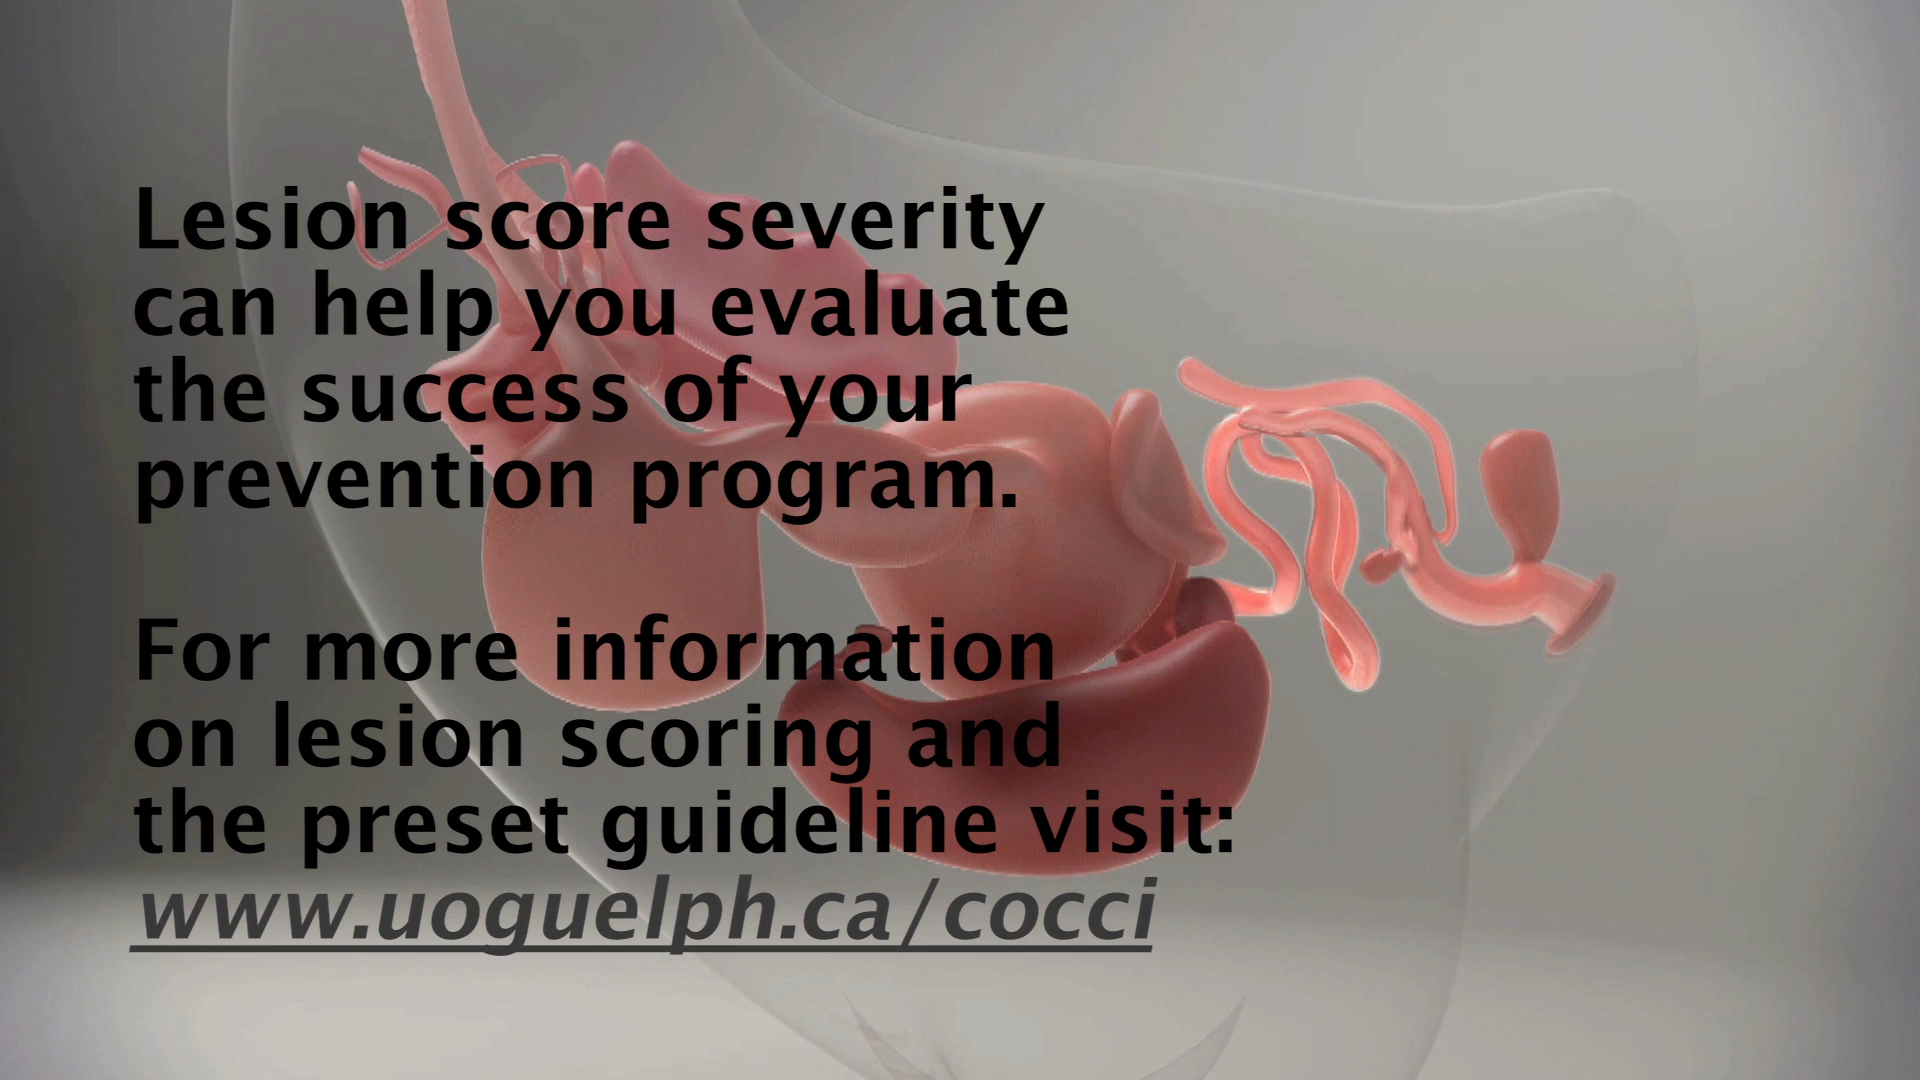 Lesion score severity
can help you evaluate
the success of your
prevention program.
For more information
on lesion scoring and
the preset guideline visit:
www.uoguelph.ca/cocci